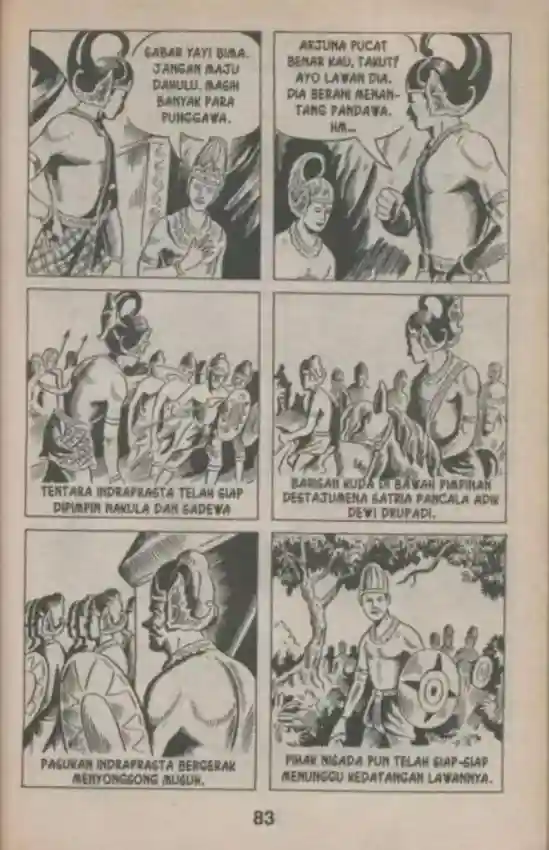 SABAR YAYI BIMA.
JANGAN MAJU
DAHULU. MASIH
BANYAK PARA
PUNGGAWA.
ARJUNA PUCAT
BENAR KAU, TAKUT?
AYO LAWAN DIA.
DIA BERANI MENAN-
TANG PANDAWA.
HM...
TENTARA INDRAPRASTA TELAH SIAP
DIPIMPIN NAKULA DAN SADEWA
BARISAN KUDA DI BAWAH PIMPINAN
DESTAJUMENA SATRIA PANCALA ADIK
DEWI DRUPADI.
PASUKAN INDRAPRASTA BERGERAK
MENYONGSONG MUSUH.
PIHAK NISADA PUN TELAH SIAP-SIAP
MENUNGGU KEDATANGAN LAWANNYA.
83